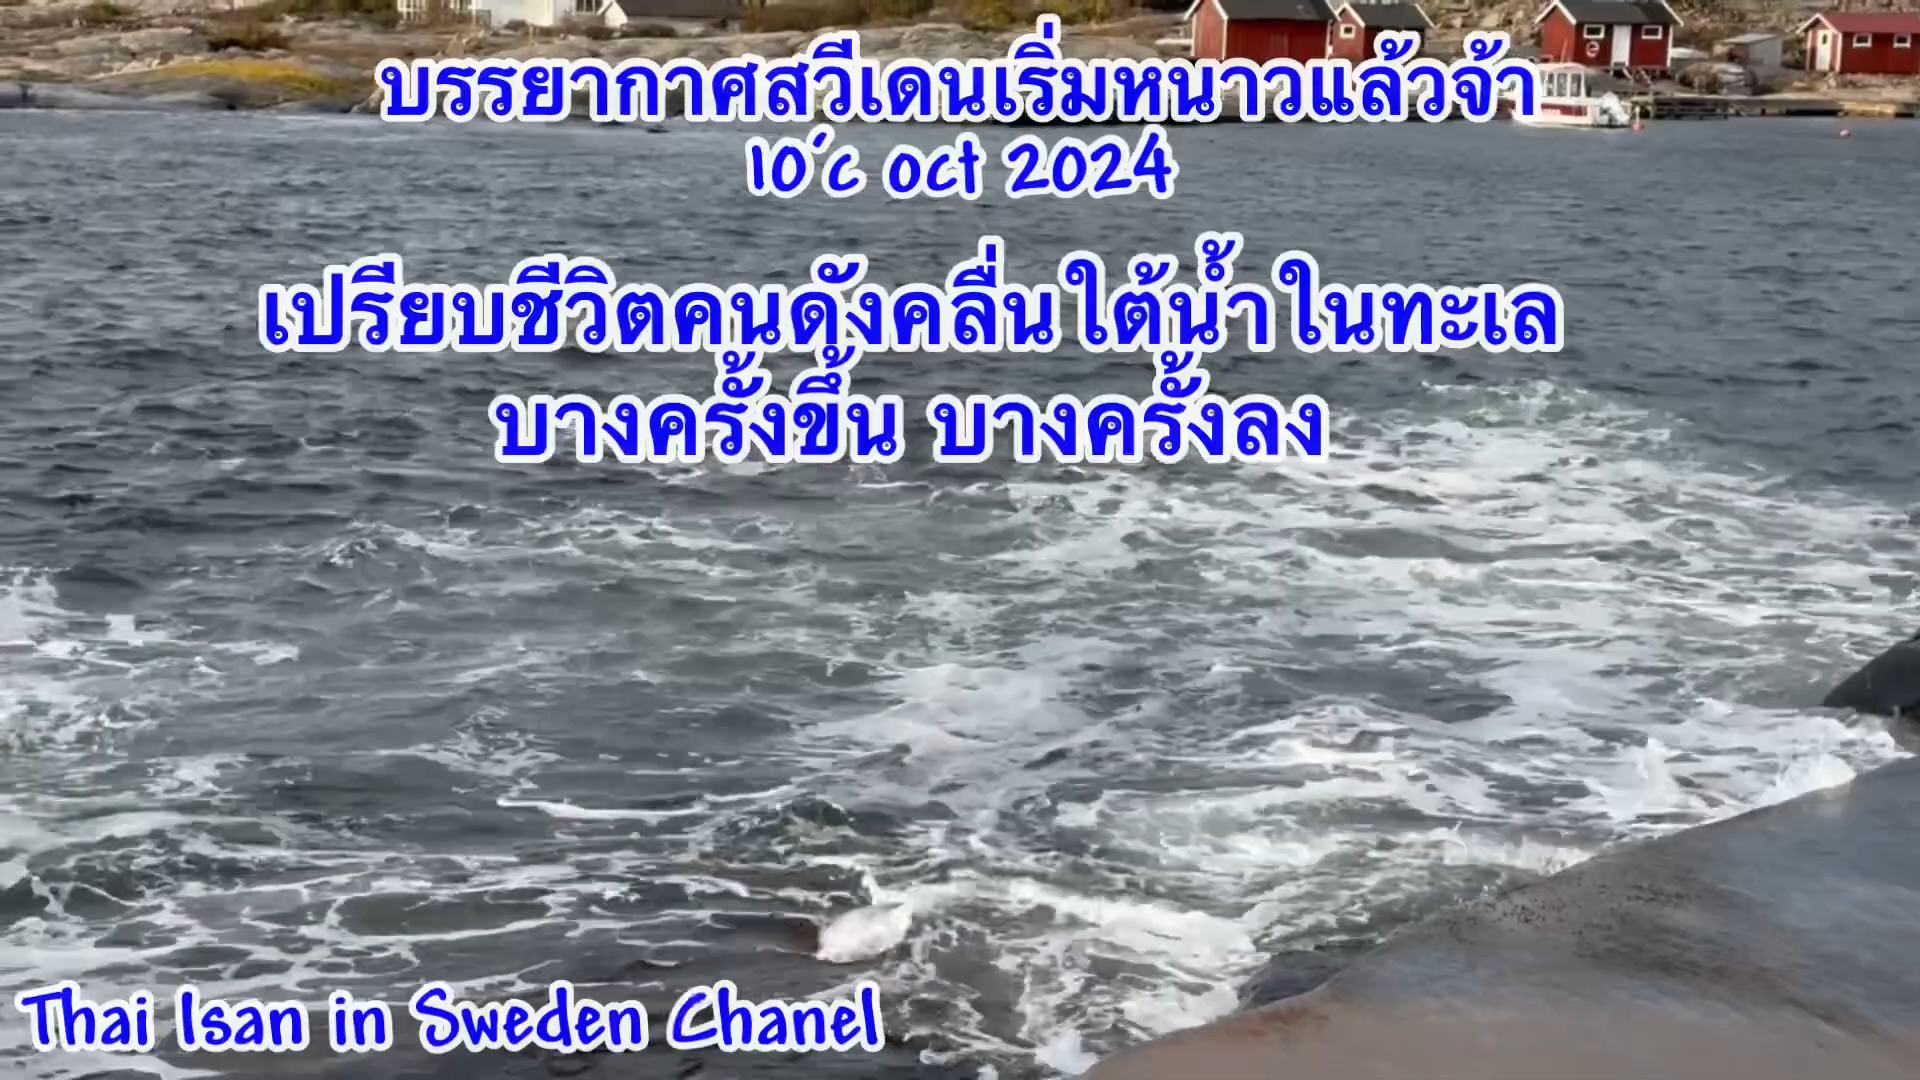 บรรยากาศสวีเดนเริ่มหนาวแล้วจ้า
10°c oct 2024
เปรียบชีวิตคนดั่งคลื่นใต้น้ำในทะเล
บางครั้งขึ้น บางครั้งลง
Thai Isan in Sweden Chanel